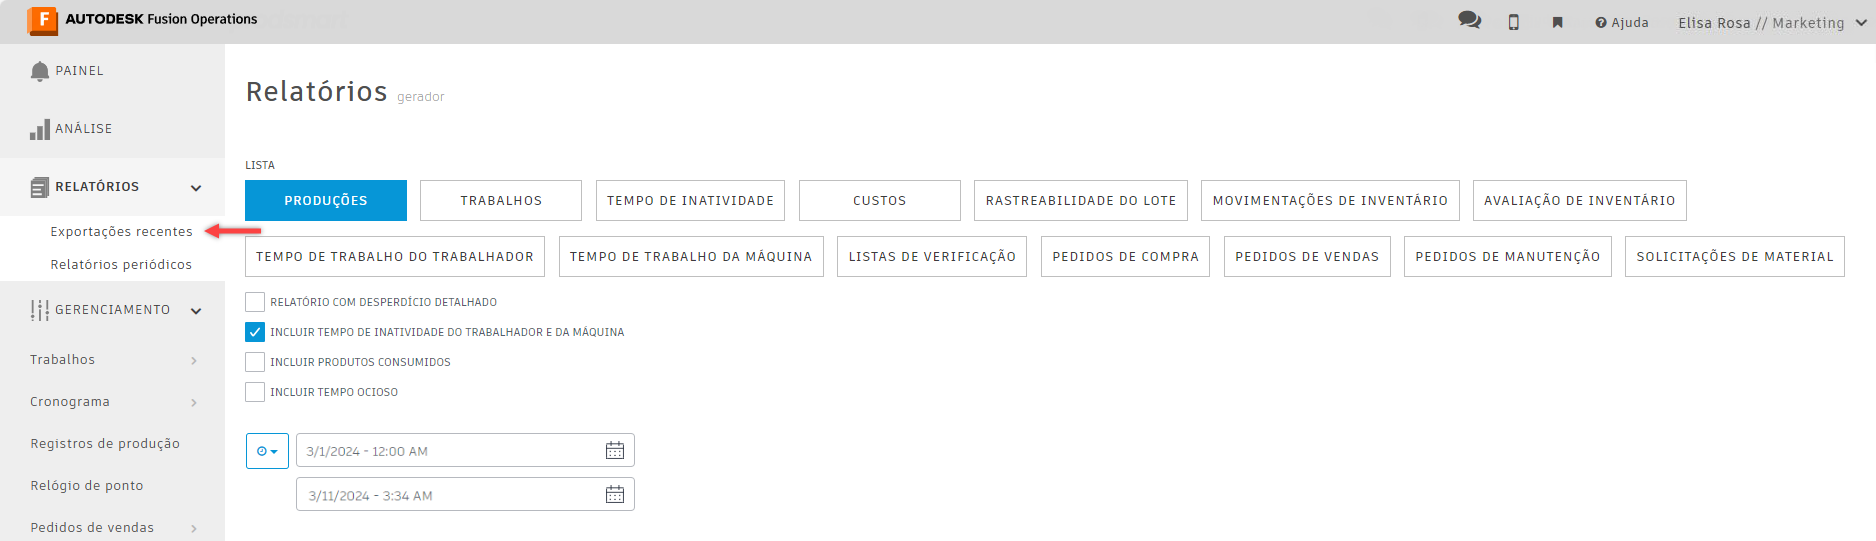 AUTODESK Fusion Operations
Ajuda
Elisa Rosa // Marketing
PAINEL
ANÁLISE
RELATÓRIOS
Exportações recentes
Relatórios periódicos
GERENCIAMENTO
Trabalhos
Cronograma
Registros de produção
Relógio de ponto
Pedidos de vendas
Relatórios gerador
LISTA
PRODUÇÕES
TRABALHOS
TEMPO DE INATIVIDADE
CUSTOS
RASTREABILIDADE DO LOTE
MOVIMENTAÇÕES DE INVENTÁRIO
AVALIAÇÃO DE INVENTÁRIO
TEMPO DE TRABALHO DO TRABALHADOR
TEMPO DE TRABALHO DA MÁQUINA
LISTAS DE VERIFICAÇÃO
PEDIDOS DE COMPRA
PEDIDOS DE VENDAS
PEDIDOS DE MANUTENÇÃO
SOLICITAÇÕES DE MATERIAL
RELATÓRIO COM DESPERDÍCIO DETALHADO
INCLUIR TEMPO DE INATIVIDADE DO TRABALHADOR E DA MÁQUINA
INCLUIR PRODUTOS CONSUMIDOS
INCLUIR TEMPO OCIOSO
3/1/2024 - 12:00 AM
3/11/2024 - 3:34 AM